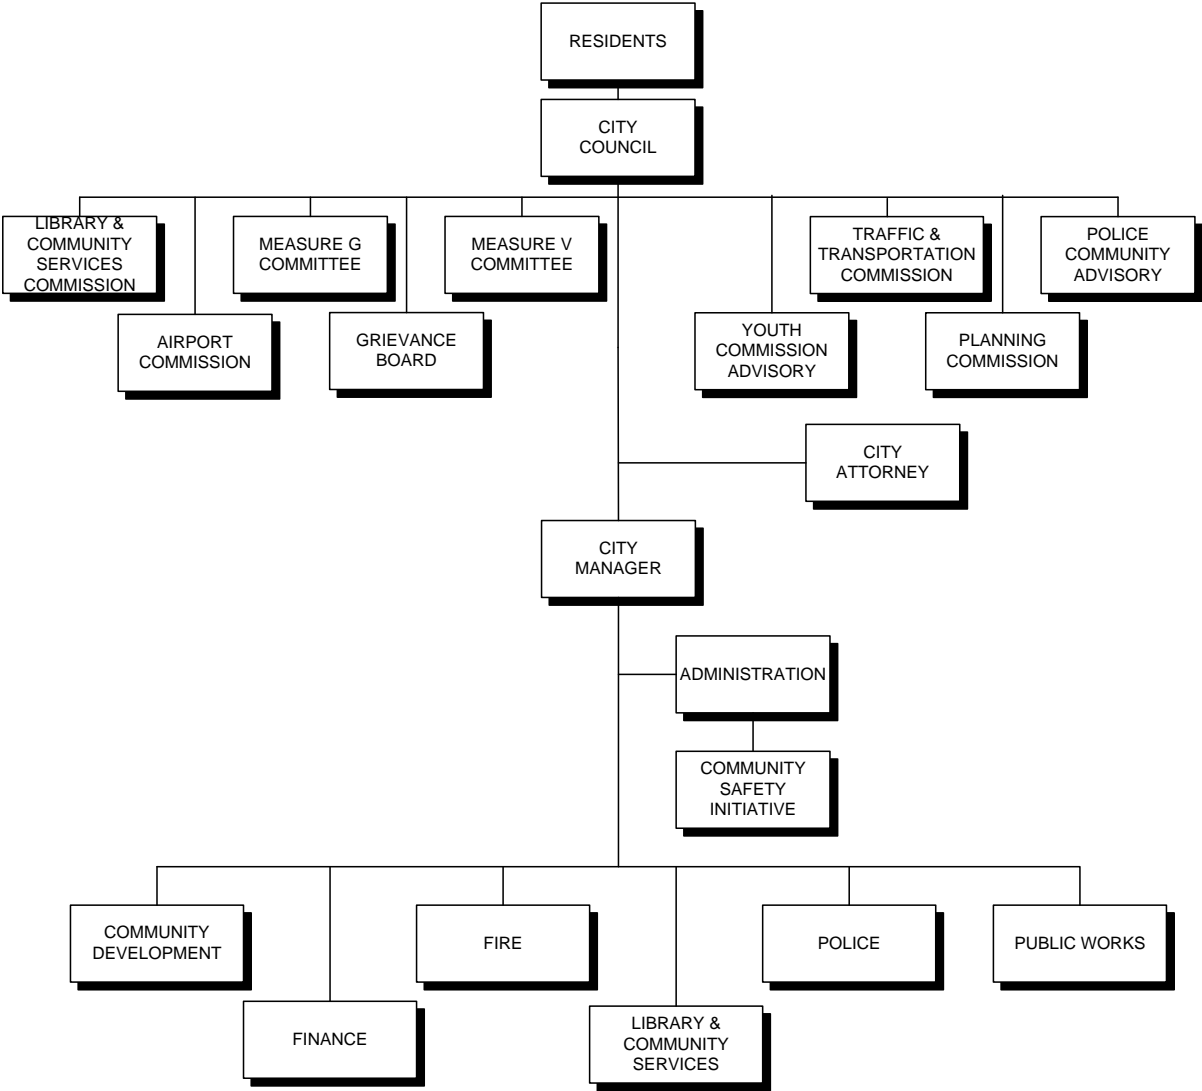 RESIDENTS
CITY
COUNCIL
LIBRARY &
COMMUNITY
SERVICES
COMMISSION
MEASURE G
COMMITTEE
MEASURE V
COMMITTEE
TRAFFIC &
TRANSPORTATION
COMMISSION
POLICE
COMMUNITY
ADVISORY
AIRPORT
COMMISSION
GRIEVANCE
BOARD
YOUTH
COMMISSION
ADVISORY
PLANNING
COMMISSION
CITY
ATTORNEY
CITY
MANAGER
ADMINISTRATION
COMMUNITY
SAFETY
INITIATIVE
COMMUNITY
DEVELOPMENT
FIRE
POLICE
PUBLIC WORKS
FINANCE
LIBRARY &
COMMUNITY
SERVICES